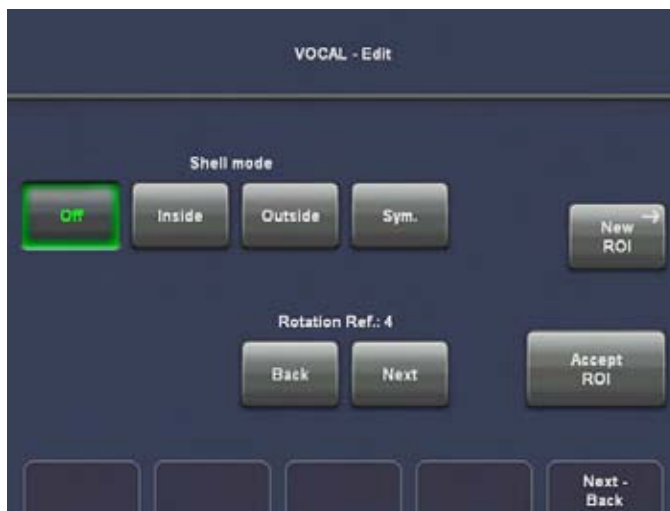 VOCAL - Edit
Shell mode
Off Inside Outside Sym.
New
ROI
Rotation Ref.: 4
Back Next
Accept
ROI
Next -
Back